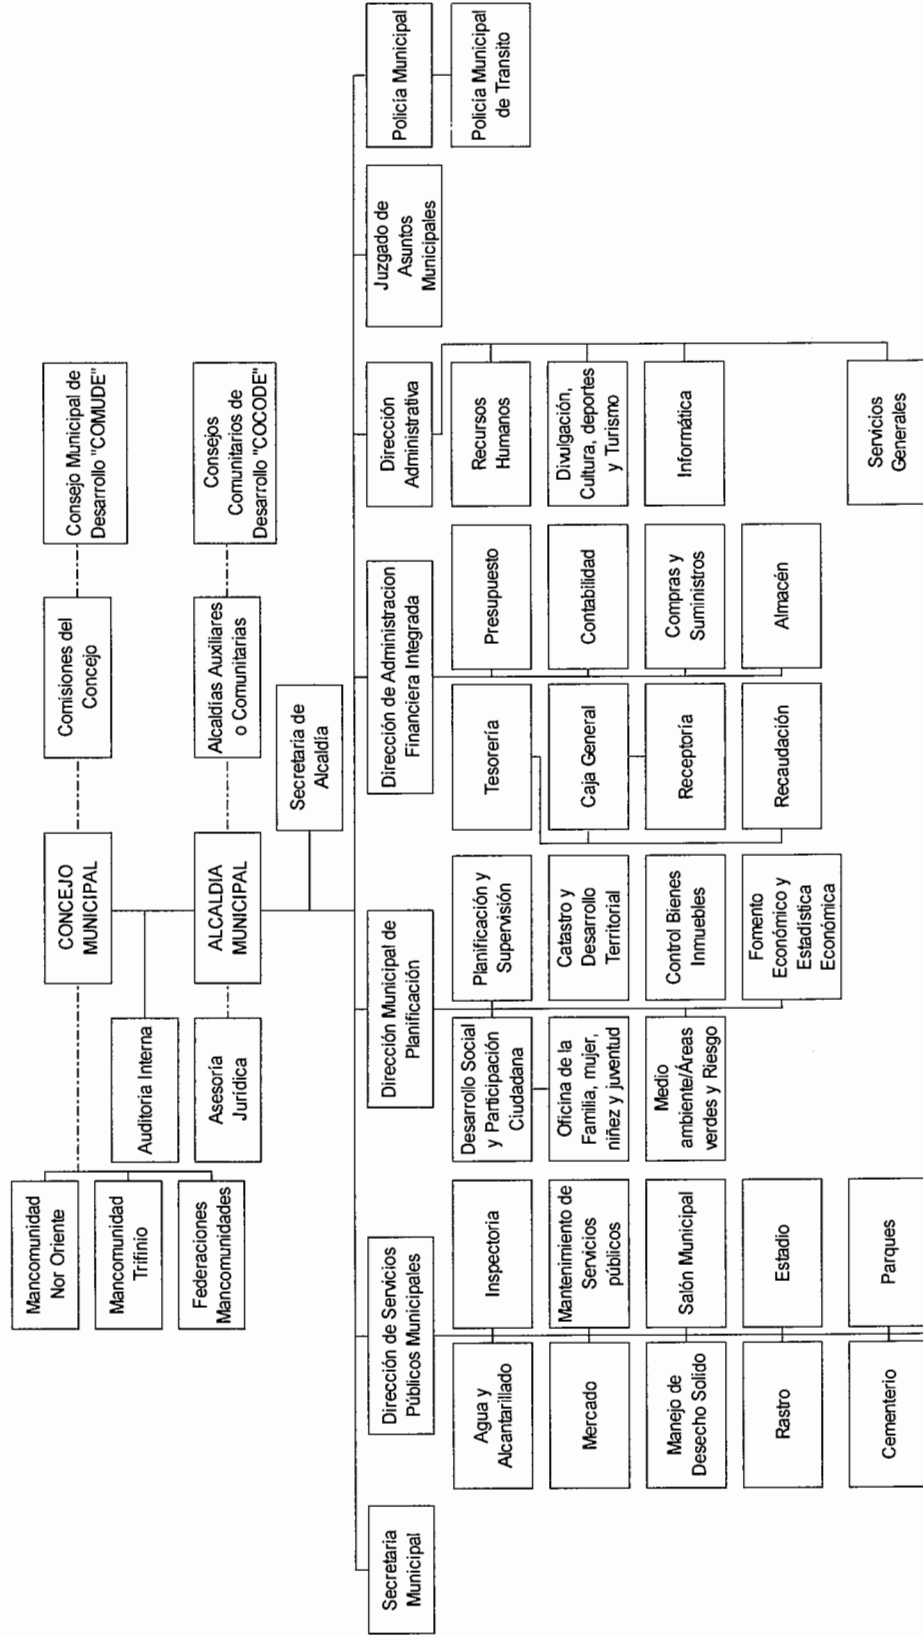 Mancomunidad
Nor Oriente
Mancomunidad
Trifinio
Federaciones
Mancomunidades
CONCEJO
MUNICIPAL
Comisiones del
Concejo
Consejo Municipal de
Desarrollo "COMUDE"
Auditoria Interna
Asesoría
Jurídica
ALCALDIA
MUNICIPAL
Alcaldías Auxiliares
o Comunitarias
Consejos
Comunitarios de
Desarrollo "COCODE"
Secretaria de
Alcaldía
Secretaria
Municipal
Dirección de Servicios
Públicos Municipales
Dirección Municipal de
Planificación
Dirección de Administracion
Financiera Integrada
Dirección
Administrativa
Juzgado de
Asuntos
Municipales
Policía Municipal
Policía Municipal
de Transito
Agua y
Alcantarillado
Inspectoria
Mercado
Mantenimiento de
Servicios
públicos
Manejo de
Desecho Solido
Salón Municipal
Rastro
Estadio
Cementerio
Parques
Desarrollo Social
y Participación
Ciudadana
Planificación y
Supervisión
Oficina de la
Familia, mujer,
niñez y juventud
Catastro y
Desarrollo
Territorial
Medio
ambiente/Áreas
verdes y Riesgo
Control Bienes
Inmuebles
Fomento
Económico y
Estadística
Económica
Tesorería
Presupuesto
Caja General
Contabilidad
Receptoría
Compras y
Suministros
Recaudación
Almacén
Recursos
Humanos
Divulgación,
Cultura, deportes
y Turismo
Informática
Servicios
Generales